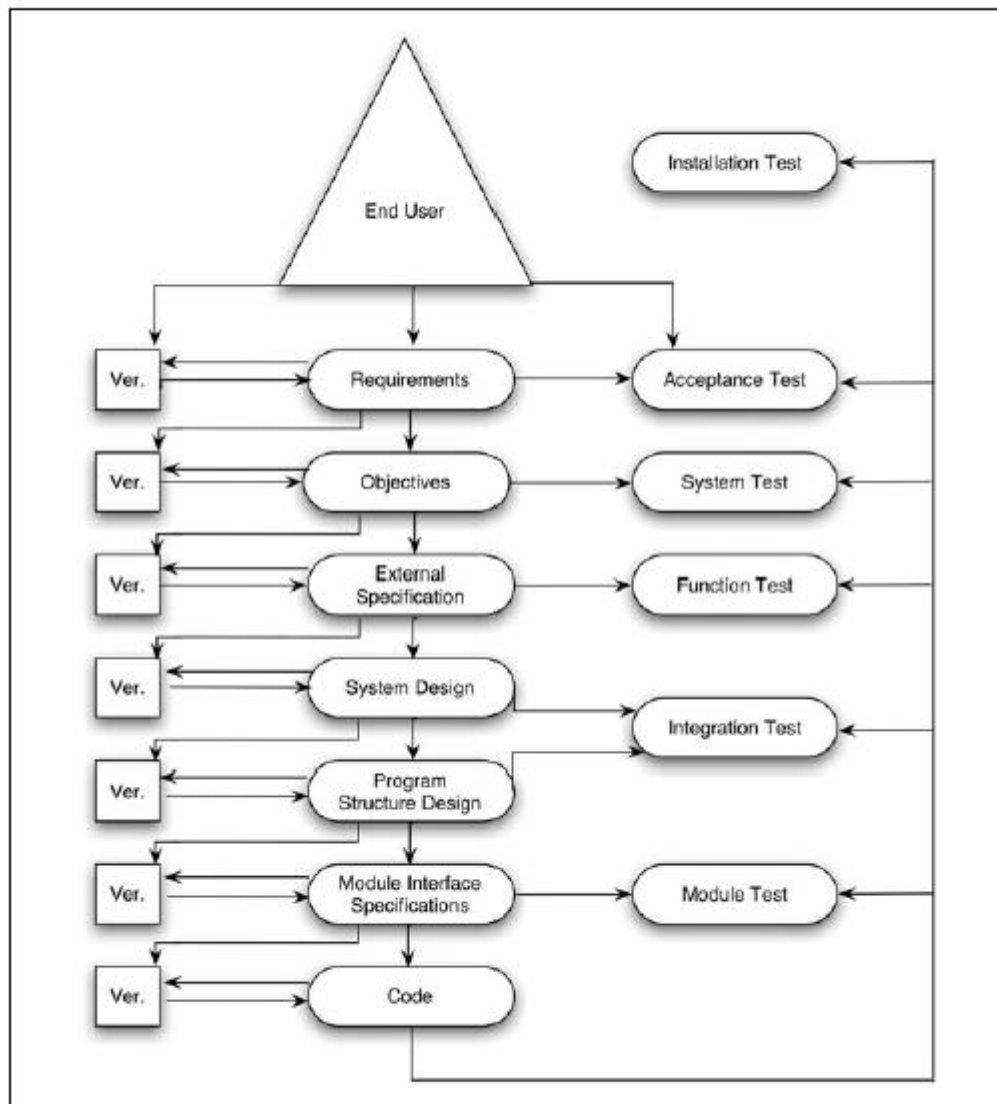 End User
Installation Test
Ver.
Requirements
Acceptance Test
Ver.
Objectives
System Test
Ver.
External
Specification
Function Test
Ver.
System Design
Integration Test
Ver.
Program
Structure Design
Ver.
Module Interface
Specifications
Module Test
Ver.
Code